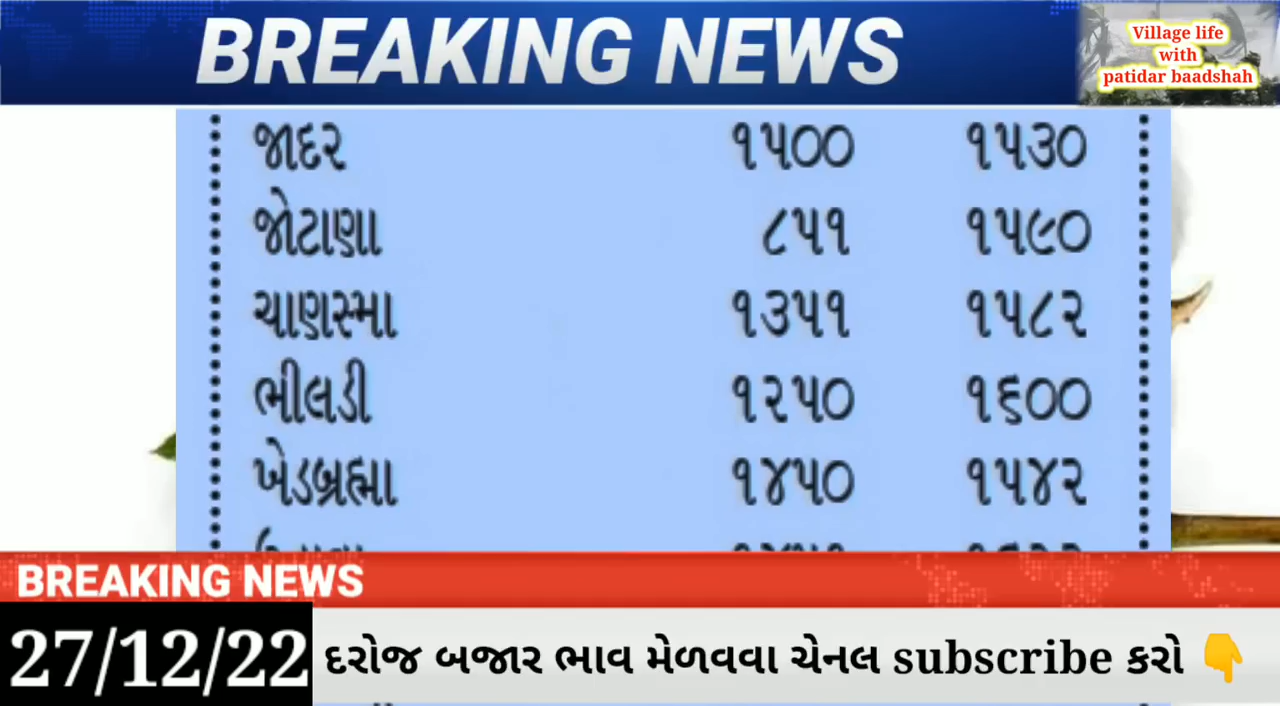 BREAKING NEWS
Village life
with
patidar baadshah
જાદર ૧૫૦૦ ૧૫૩૦
જોટાણા ૮૫૧ ૧૫૯૦
ચાણસ્મા ૧૩૫૧ ૧૫૮૨
ભીલડી ૧૨૫૦ ૧૬૦૦
ખેડબ્રહ્મા ૧૪૫૦ ૧૫૪૨
BREAKING NEWS
27/12/22 દરોજ બજાર ભાવ મેળવવા ચેનલ subscribe કરો 👇